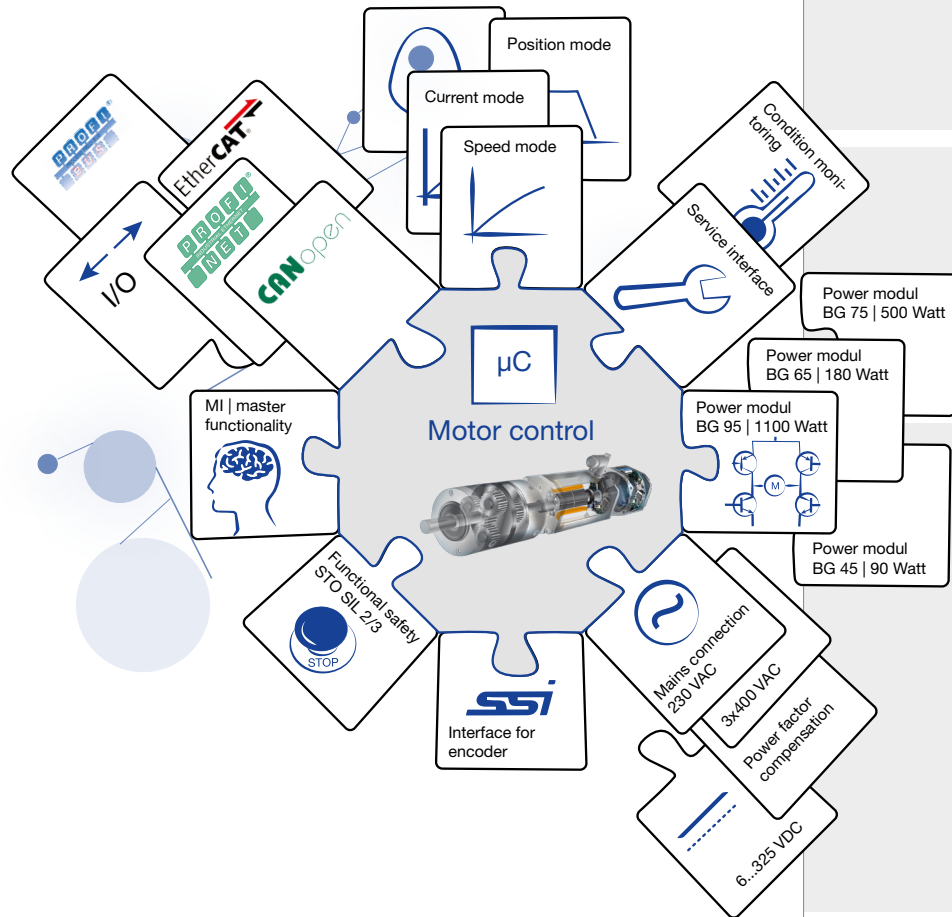 Position mode
Current mode
Speed mode
PROFI
BUS
EtherCAT
I/O
PROFI
NET
CANopen
Condition moni-
toring
Service interface
Power modul
BG 75 | 500 Watt
Power modul
BG 65 | 180 Watt
Power modul
BG 95 | 1100 Watt
M
Power modul
BG 45 | 90 Watt
µC
Motor control
MI | master
functionality
Functional safety
STO SIL 2/3
STOP
SSi
Interface for
encoder
Mains connection
230 VAC
3x400 VAC
Power factor
compensation
6...325 VDC